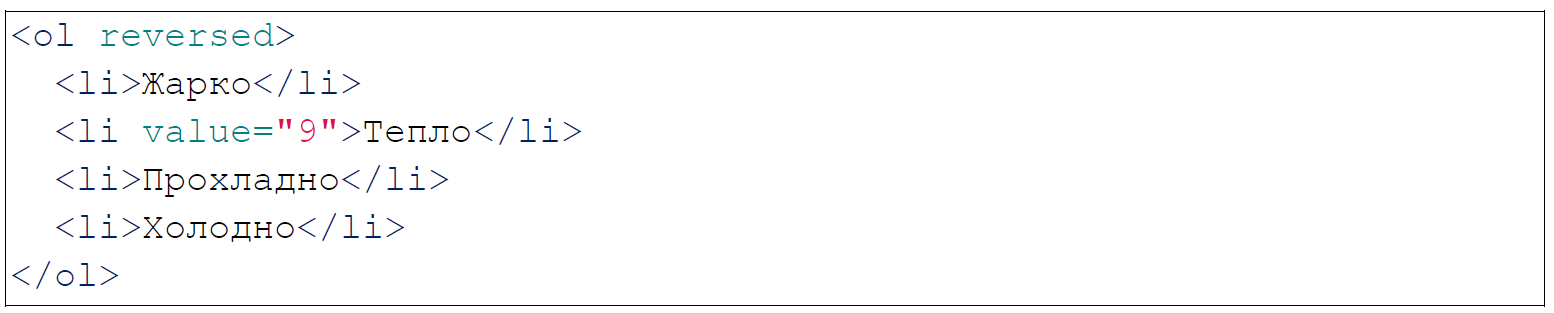 <ol reversed>
  <li>Жарко</li>
  <li value="9">Тепло</li>
  <li>Прохладно</li>
  <li>Холодно</li>
</ol>